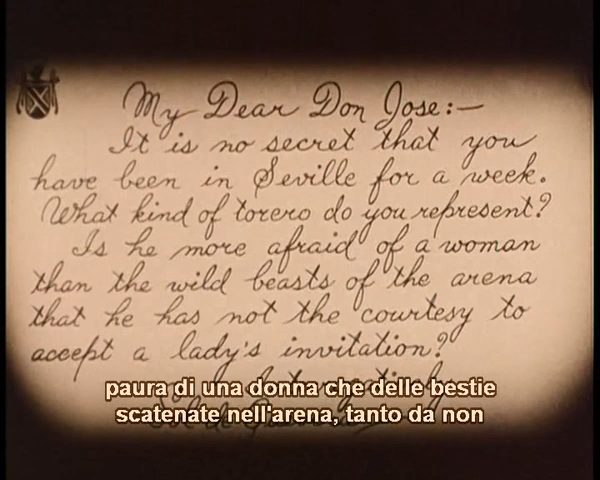 My Dear Don Jose:—
It is no secret that you
have been in Seville for a week.
What kind of torero do you represent?
Is he more afraid of a woman
than the wild beasts of the arena
that he has not the courtesy to
accept a lady's invitation?
paura di una donna che delle bestie
scatenate nell'arena, tanto da non